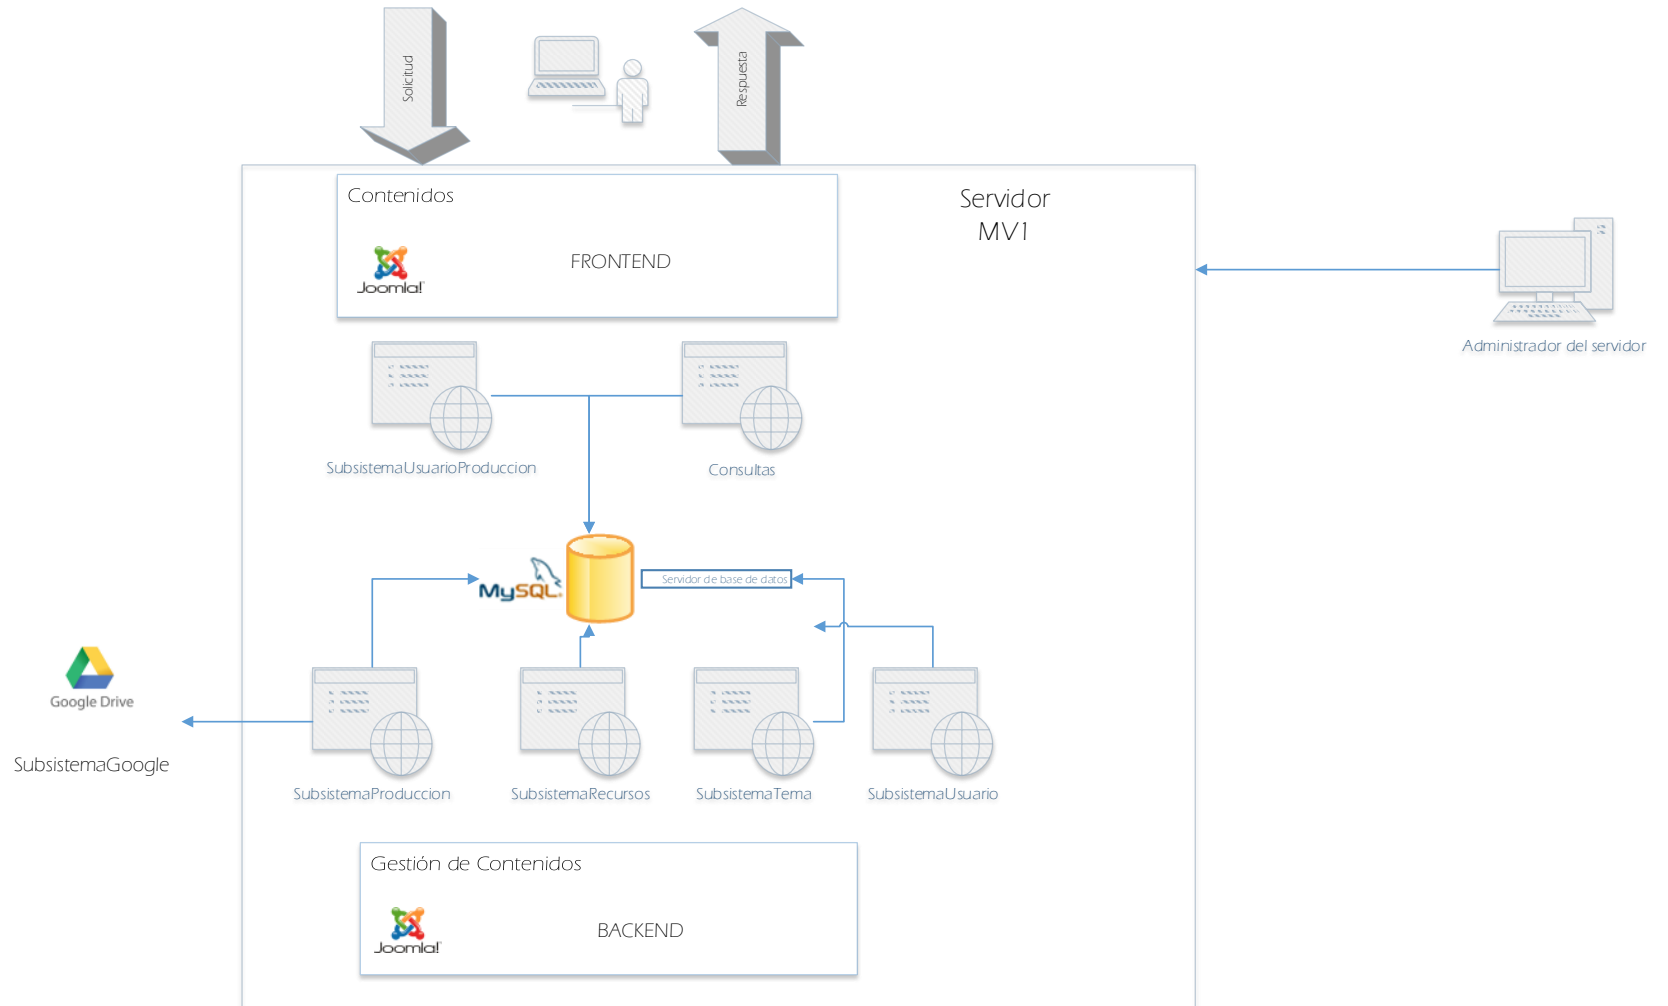 Solicitud
Respuesta
Contenidos
Servidor
MV1
Joomla!
FRONTEND
Administrador del servidor
SubsistemaUsuarioProduccion
Consultas
MySQL
Servidor de base de datos
Google Drive
SubsistemaGoogle
SubsistemaProduccion
SubsistemaRecursos
SubsistemaTema
SubsistemaUsuario
Gestión de Contenidos
Joomla!
BACKEND